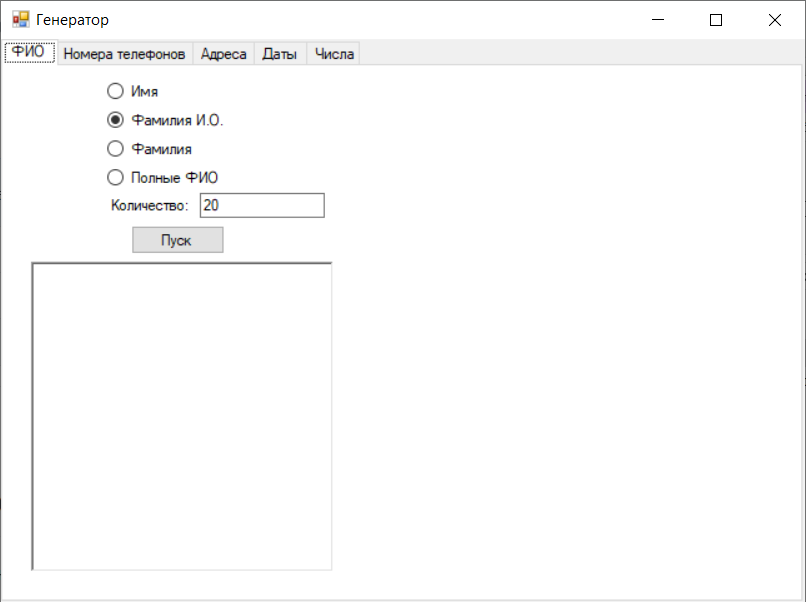 Генератор
ФИО Номера телефонов Адреса Даты Числа
Имя
Фамилия И.О.
Фамилия
Полные ФИО
Количество: 20
Пуск